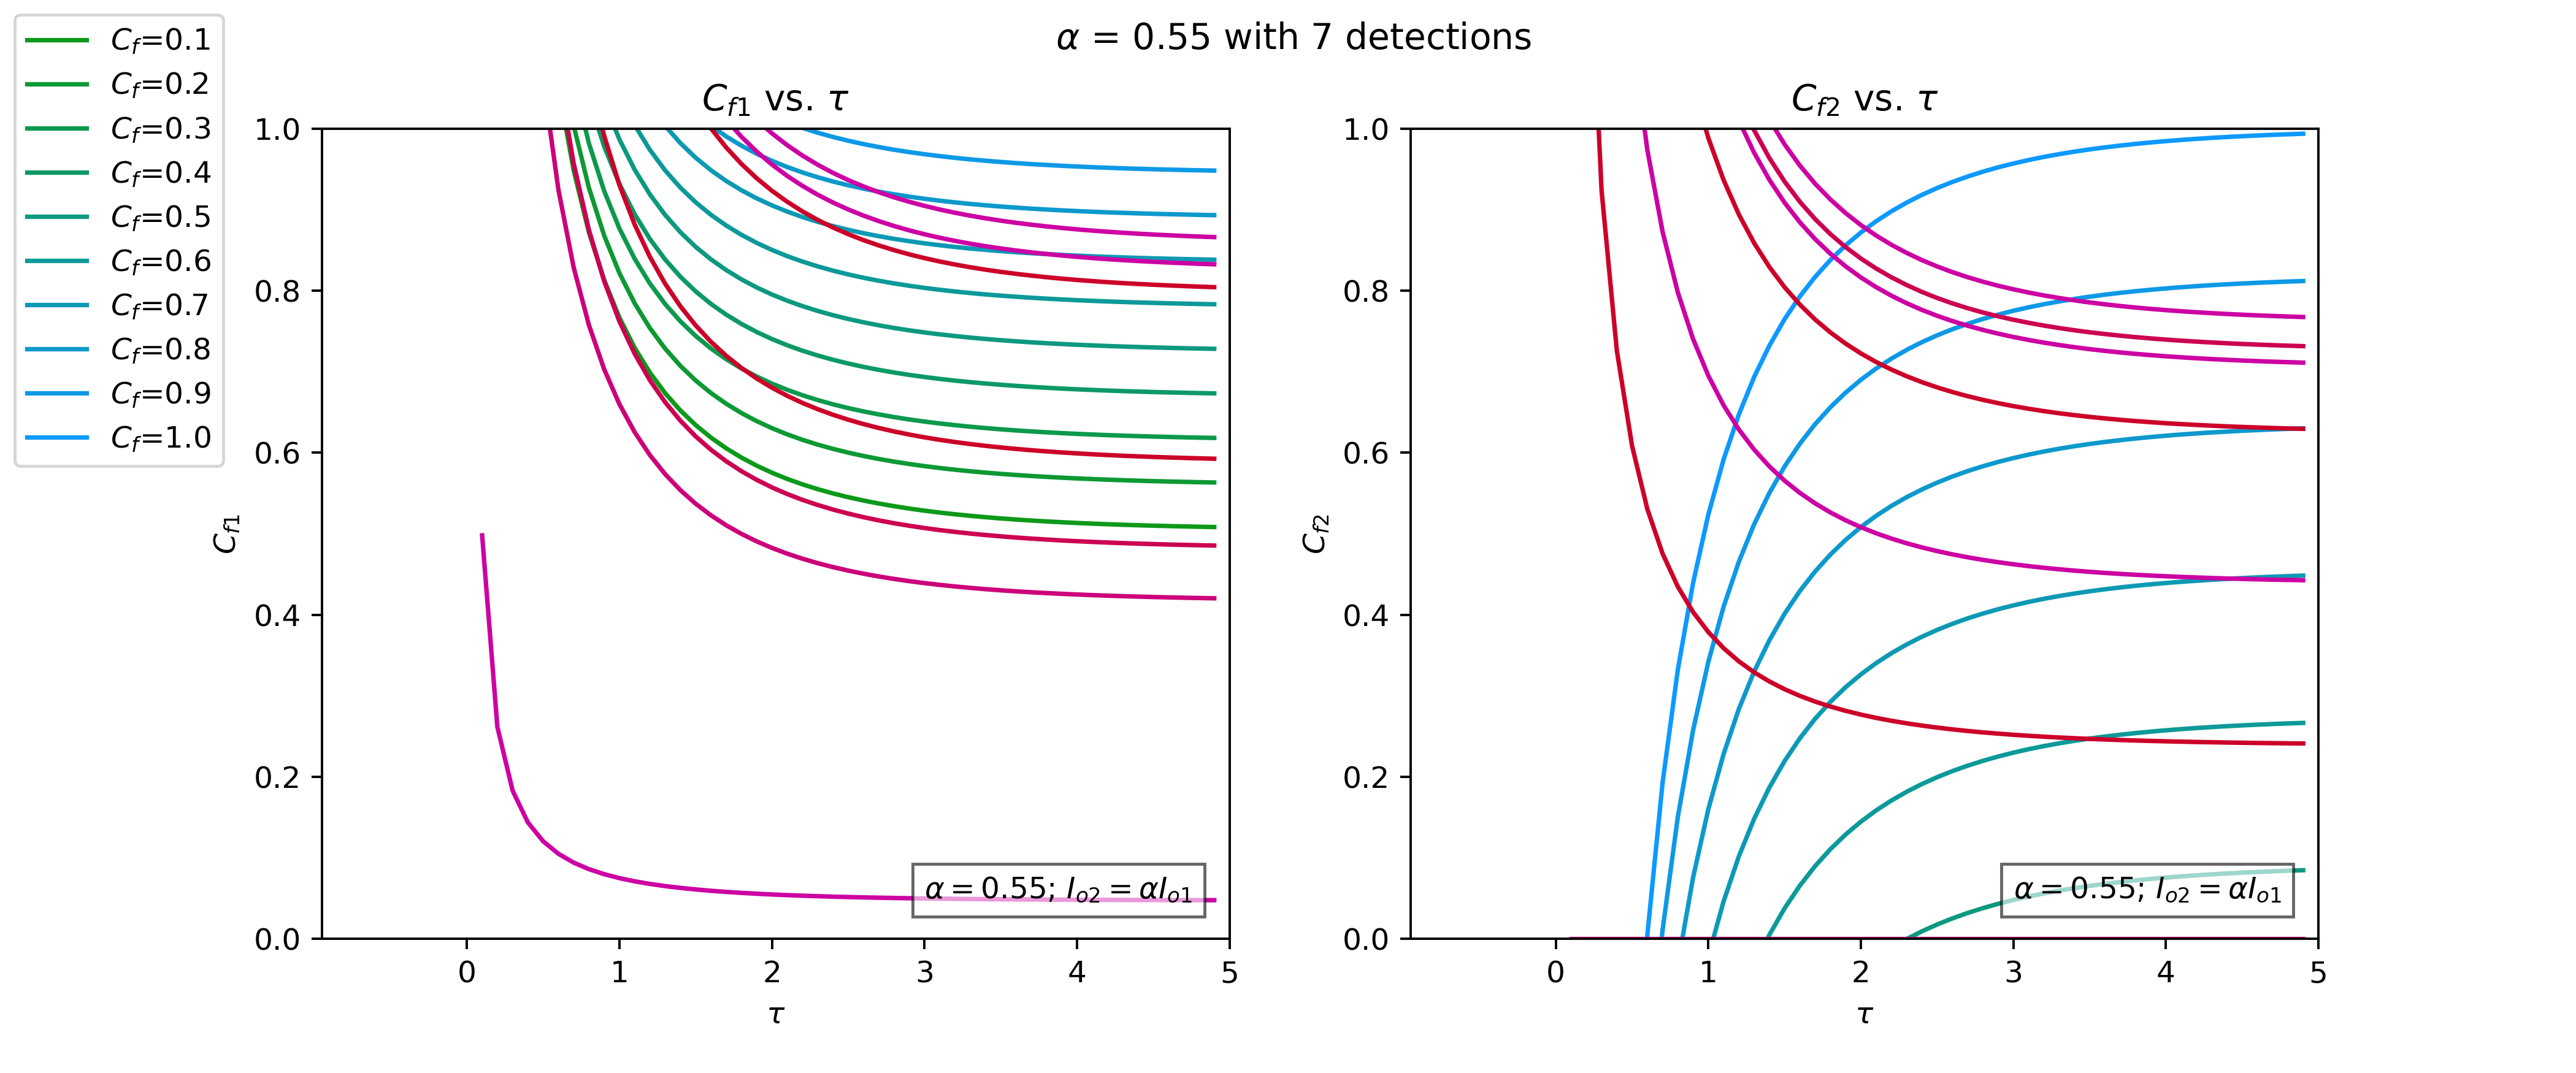 α = 0.55 with 7 detections
C_f=0.1
C_f=0.2
C_f=0.3
C_f=0.4
C_f=0.5
C_f=0.6
C_f=0.7
C_f=0.8
C_f=0.9
C_f=1.0
C_f1 vs. τ
1.0
0.8
0.6
0.4
0.2
0.0
C_f1
0 1 2 3 4 5
τ
α = 0.55; I_o2 = αI_o1
C_f2 vs. τ
1.0
0.8
0.6
0.4
0.2
0.0
C_f2
0 1 2 3 4 5
τ
α = 0.55; I_o2 = αI_o1